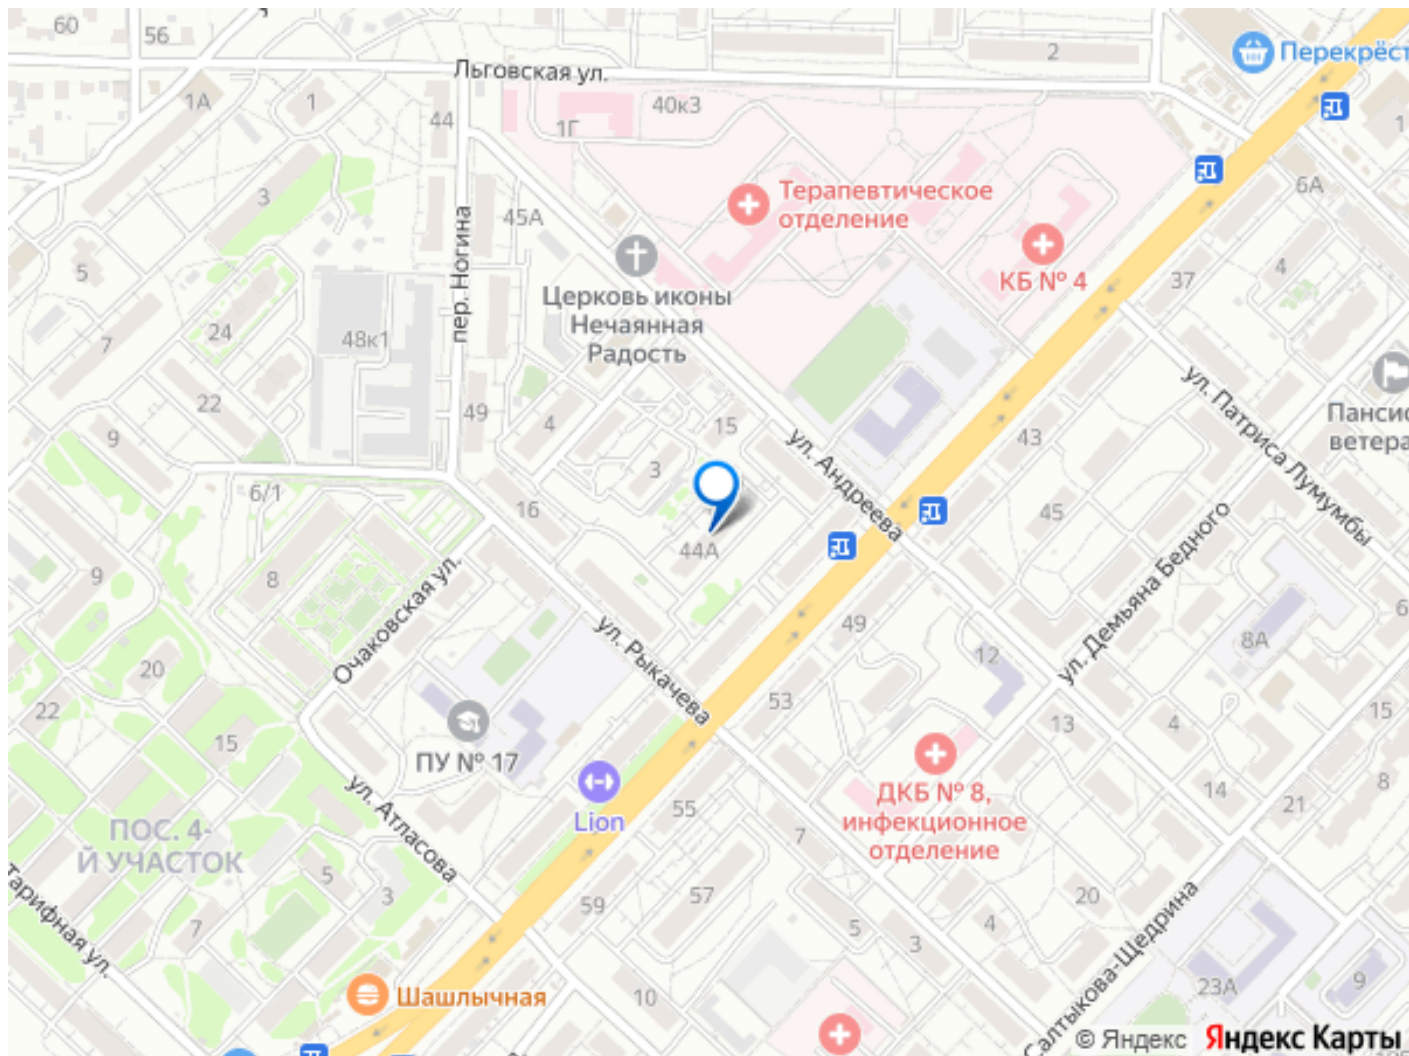 60
56
2
Перекрёст
Льговская ул.
1А
1
44
40к3
1Г
1
3
45А
Терапевтическое
отделение
6А
пер. Ногина
5
Церковь иконы
Нечаянная
Радость
КБ № 4
37
4
24
48к1
7
22
49
4
15
ул. Андреева
43
ул. Патриса Лумумбы
Пансио
ветера
9
3
6/1
16
44А
45
9
8
Очаковская ул.
ул. Рыкачева
49
12
ул. Демьяна Бедного
8А
6
20
22
15
53
13
4
15
ПУ № 17
ДКБ № 8,
инфекционное
отделение
14
21
8
ул. Атласова
Lion
55
7
ПОС. 4-
Й УЧАСТОК
5
3
7
59
57
5
3
4
20
Тарифная ул.
Салтыкова-Щедрина
23А
9
10
Шашлычная
© Яндекс Яндекс Карты